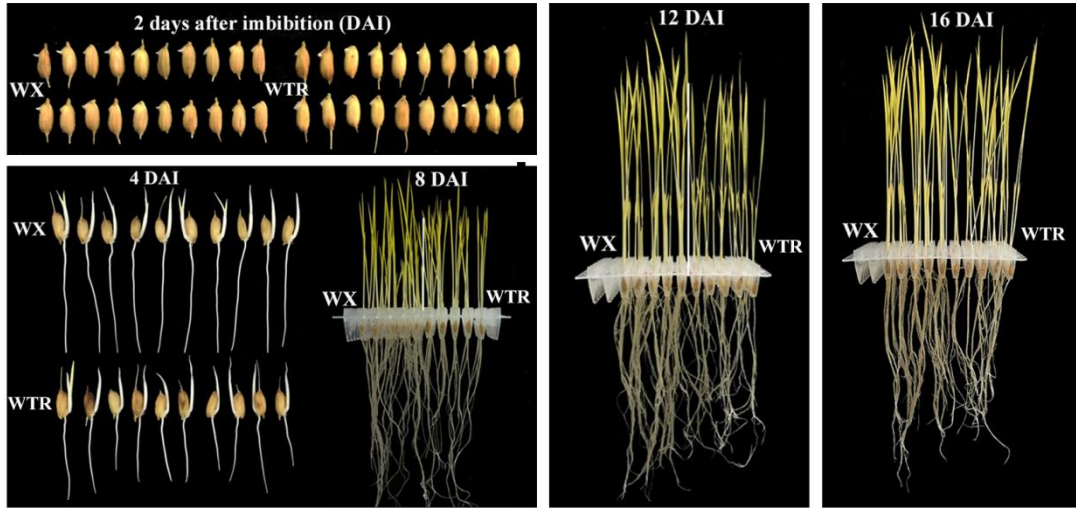 2 days after imbibition (DAI)
WX
WTR
4 DAI
WX
WTR
8 DAI
WX
WTR
12 DAI
WX
WTR
16 DAI
WX
WTR